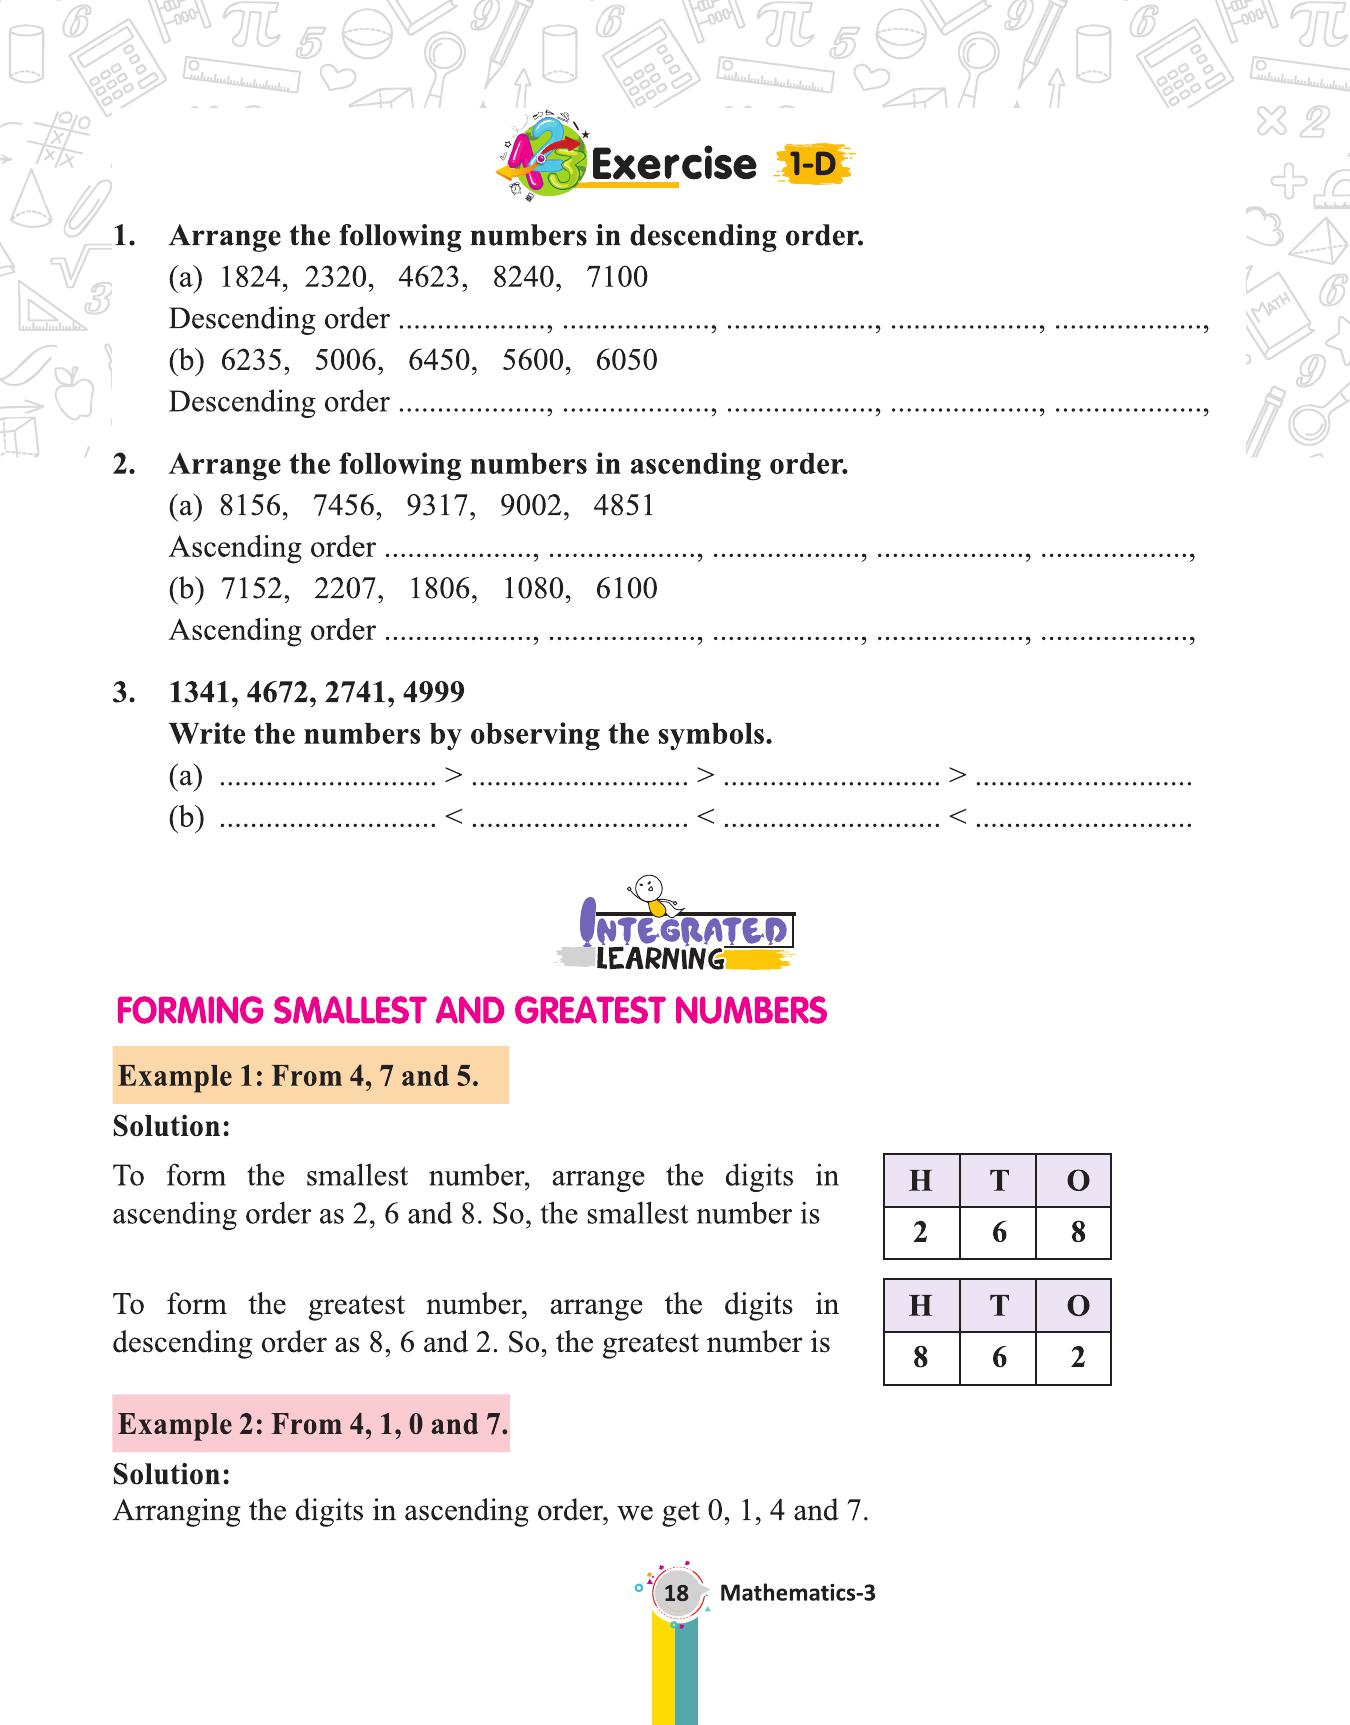 Exercise 1-D
1. Arrange the following numbers in descending order.
(a) 1824, 2320, 4623, 8240, 7100
Descending order ..................., ..................., ..................., ..................., ...................,
(b) 6235, 5006, 6450, 5600, 6050
Descending order ..................., ..................., ..................., ..................., ...................,
2. Arrange the following numbers in ascending order.
(a) 8156, 7456, 9317, 9002, 4851
Ascending order ..................., ..................., ..................., ..................., ...................,
(b) 7152, 2207, 1806, 1080, 6100
Ascending order ..................., ..................., ..................., ..................., ...................,
3. 1341, 4672, 2741, 4999
Write the numbers by observing the symbols.
(a) ............................ > ............................ > ............................ > ............................
(b) ............................ < ............................ < ............................ < ............................
INTEGRATED
LEARNING
FORMING SMALLEST AND GREATEST NUMBERS
Example 1: From 4, 7 and 5.
Solution:
To form the smallest number, arrange the digits in
ascending order as 2, 6 and 8. So, the smallest number is
H T O
2 6 8
To form the greatest number, arrange the digits in
descending order as 8, 6 and 2. So, the greatest number is
H T O
8 6 2
Example 2: From 4, 1, 0 and 7.
Solution:
Arranging the digits in ascending order, we get 0, 1, 4 and 7.
18 Mathematics-3